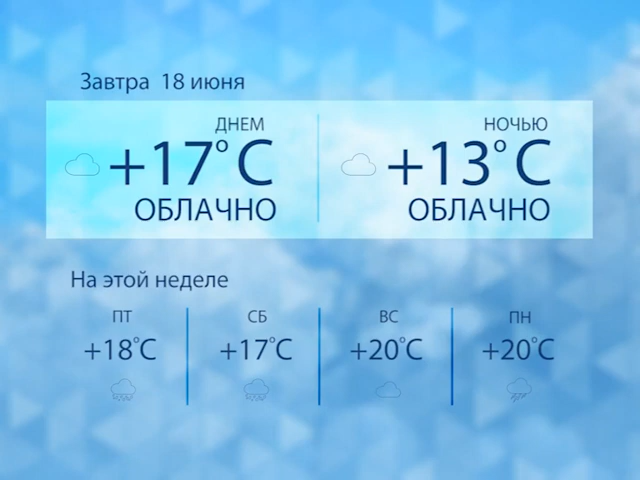 Завтра 18 июня
ДНЕМ
+17°C
ОБЛАЧНО
НОЧЬЮ
+13°C
ОБЛАЧНО
На этой неделе
ПТ СБ ВС ПН
+18°C +17°C +20°C +20°C